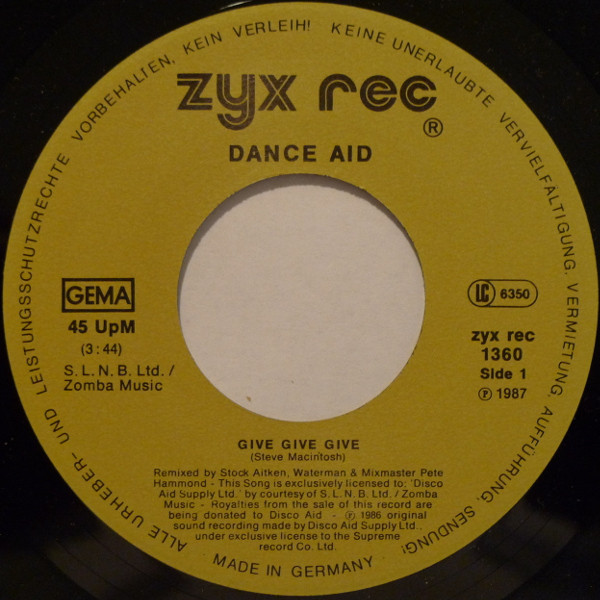 ALLE URHEBER- UND LEISTUNGSSCHUTZRECHTE VORBEHALTEN, KEIN VERLEIH! KEINE UNERLAUBTE VERVIELFÄLTIGUNG, VERMIETUNG, AUFFÜHRUNG, SENDUNG!
zyx rec
®
DANCE AID
GEMA
45 UpM
(3:44)
S.L.N.B. Ltd./
Zomba Music
LC 6350
zyx rec
1360
Side 1
℗ 1987
GIVE GIVE GIVE
(Steve Macintosh)
Remixed by Stock Aitken, Waterman & Mixmaster Pete
Hammond - This Song is exclusively licensed to: 'Disco
Aid Supply Ltd.' by courtesy of S.L.N.B. Ltd./ Zomba
Music - Royalties from the sale of this record are
being donated to Disco Aid. - ℗ 1986 original
sound recording made by Disco Aid Supply Ltd.,
under exclusive license to the Supreme
record Co. Ltd.
MADE IN GERMANY